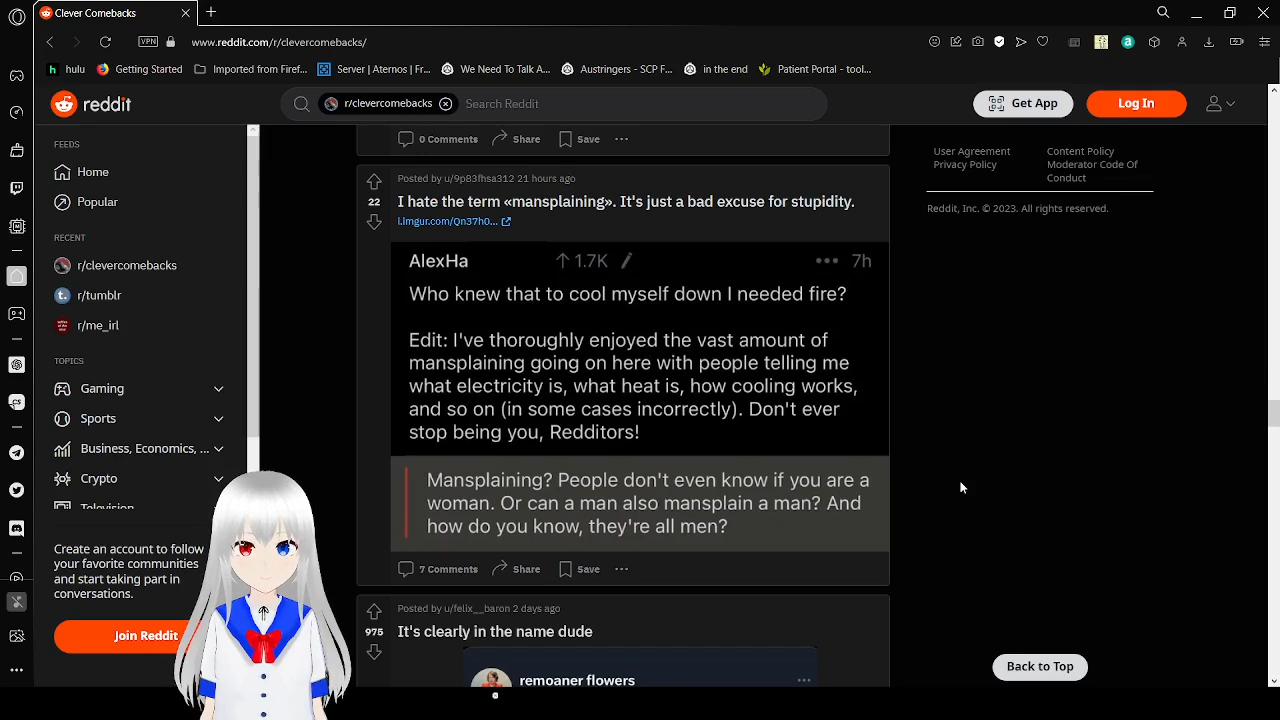 Clever Comebacks
VPN
www.reddit.com/r/clevercomebacks/
hulu
Getting Started
Imported from Firef...
Server | Aternos | Fr...
We Need To Talk A...
Austringers - SCP F...
in the end
Patient Portal - tool...
reddit
r/clevercomebacks
Search Reddit
Get App
Log In
FEEDS
Home
Popular
RECENT
r/clevercomebacks
r/tumblr
r/me_irl
TOPICS
Gaming
Sports
Business, Economics, ...
Crypto
Television
Create an account to follow
your favorite communities
and start taking part in
conversations.
Join Reddit
0 Comments
Share
Save
Posted by u/9p83fhsa312 21 hours ago
22
I hate the term «mansplaining». It's just a bad excuse for stupidity.
i.imgur.com/Qn37h0...
AlexHa
1.7K
7h
Who knew that to cool myself down I needed fire?
Edit: I've thoroughly enjoyed the vast amount of
mansplaining going on here with people telling me
what electricity is, what heat is, how cooling works,
and so on (in some cases incorrectly). Don't ever
stop being you, Redditors!
Mansplaining? People don't even know if you are a
woman. Or can a man also mansplain a man? And
how do you know, they're all men?
7 Comments
Share
Save
Posted by u/felix__baron 2 days ago
975
It's clearly in the name dude
remoaner flowers
User Agreement
Content Policy
Privacy Policy
Moderator Code Of
Conduct
Reddit, Inc. © 2023. All rights reserved.
Back to Top